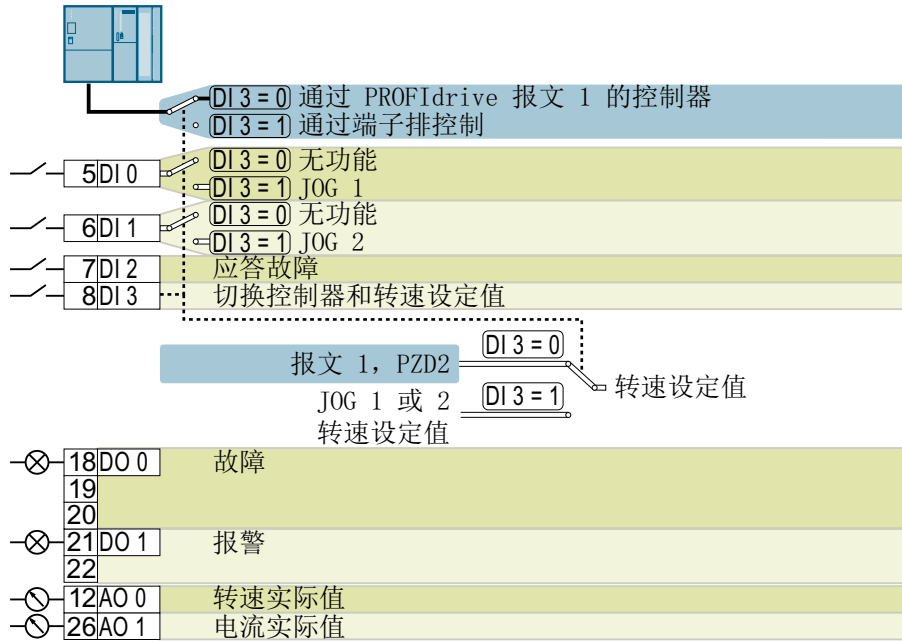 DI 3 = 0 通过 PROFIdrive 报文 1 的控制器
DI 3 = 1 通过端子排控制
5 DI 0 DI 3 = 0 无功能
DI 3 = 1 JOG 1
6 DI 1 DI 3 = 0 无功能
DI 3 = 1 JOG 2
7 DI 2 应答故障
8 DI 3 切换控制器和转速设定值
报文 1, PZD2 DI 3 = 0
转速设定值
JOG 1 或 2 DI 3 = 1
转速设定值
18 DO 0 故障
19
20
21 DO 1 报警
22
12 AO 0 转速实际值
26 AO 1 电流实际值